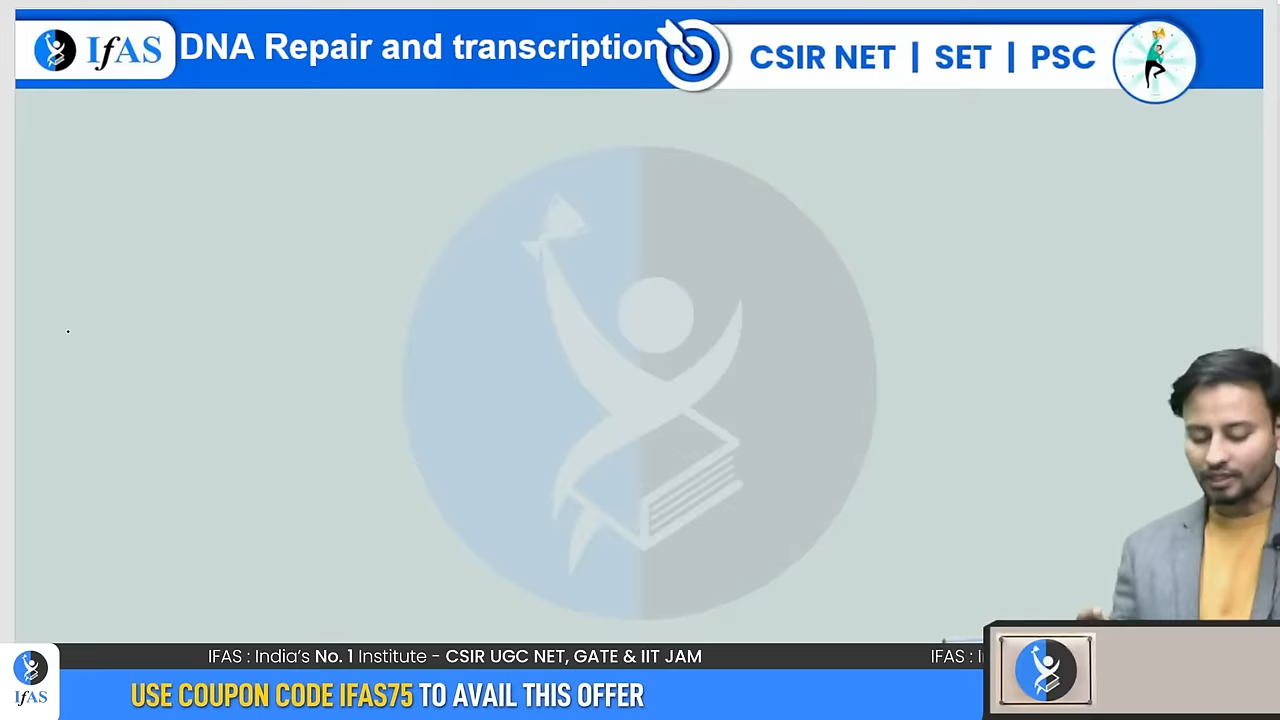 IfAS
DNA Repair and transcription
CSIR NET | SET | PSC
IFAS : India's No. 1 Institute - CSIR UGC NET, GATE & IIT JAM
IFAS : I
IfAS
USE COUPON CODE IFAS75 TO AVAIL THIS OFFER